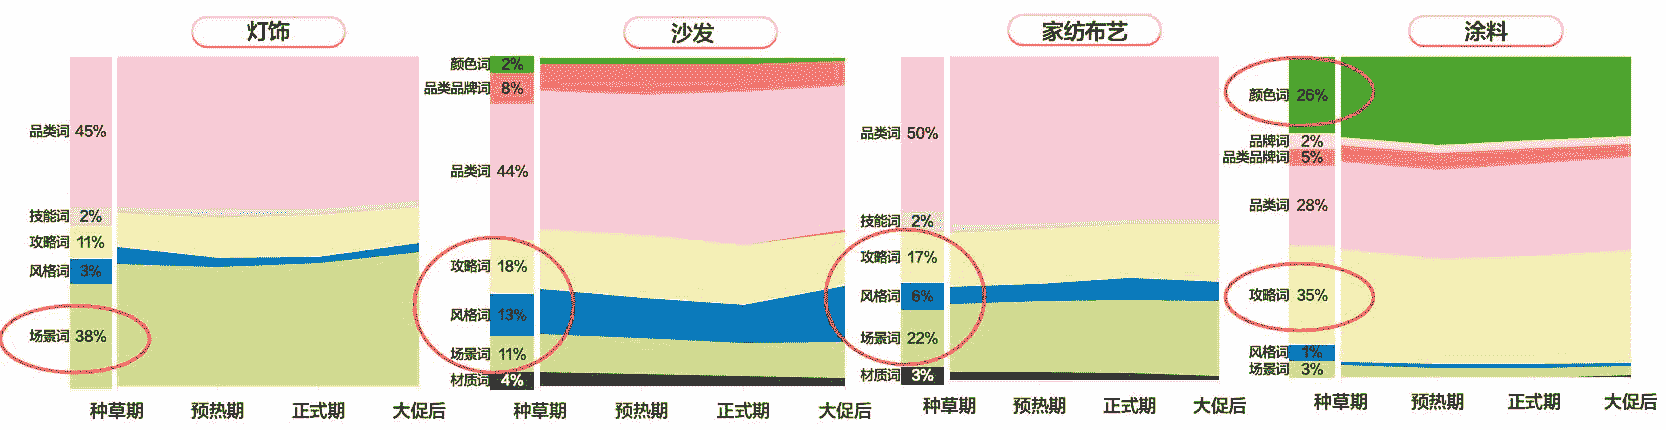 灯饰
品类词 45%
技能词 2%
攻略词 11%
风格词 3%
场景词 38%
种草期 预热期 正式期 大促后
沙发
颜色词 2%
品类品牌词 8%
品类词 44%
攻略词 18%
风格词 13%
场景词 11%
材质词 4%
种草期 预热期 正式期 大促后
家纺布艺
品类词 50%
技能词 2%
攻略词 17%
风格词 6%
场景词 22%
材质词 3%
种草期 预热期 正式期 大促后
涂料
颜色词 26%
品牌词 2%
品类品牌词 5%
品类词 28%
攻略词 35%
风格词 1%
场景词 3%
种草期 预热期 正式期 大促后